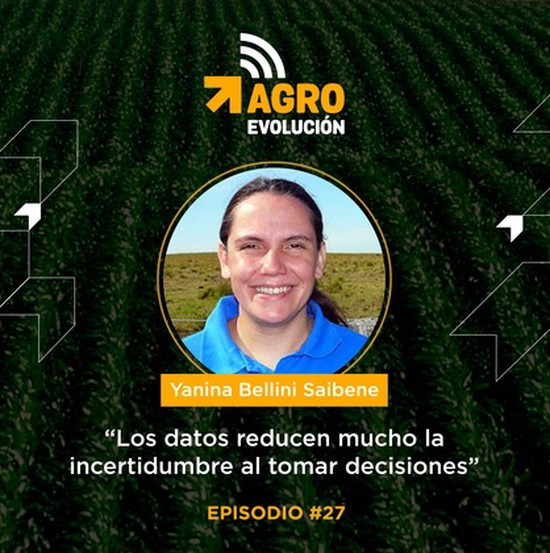 AGRO
EVOLUCIÓN
Yanina Bellini Saibene
“Los datos reducen mucho la
incertidumbre al tomar decisiones”
EPISODIO #27